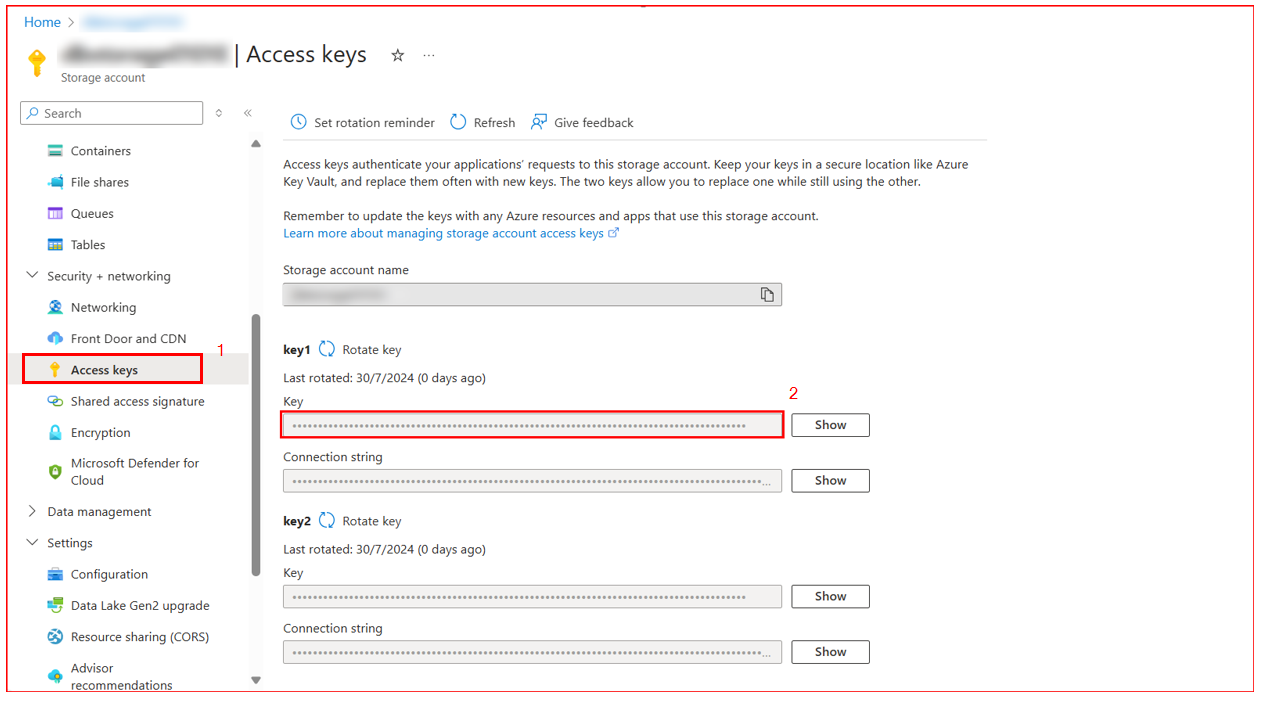 Home >
| Access keys ☆ ...
Storage account
Search
Containers
File shares
Queues
Tables
Security + networking
Networking
Front Door and CDN
1
Access keys
Shared access signature
Encryption
Microsoft Defender for
Cloud
Data management
Settings
Configuration
Data Lake Gen2 upgrade
Resource sharing (CORS)
Advisor
recommendations
Set rotation reminder Refresh Give feedback
Access keys authenticate your applications' requests to this storage account. Keep your keys in a secure location like Azure
Key Vault, and replace them often with new keys. The two keys allow you to replace one while still using the other.
Remember to update the keys with any Azure resources and apps that use this storage account.
Learn more about managing storage account access keys
Storage account name
key1 Rotate key
Last rotated: 30/7/2024 (0 days ago)
Key
2
Show
Connection string
Show
key2 Rotate key
Last rotated: 30/7/2024 (0 days ago)
Key
Show
Connection string
Show